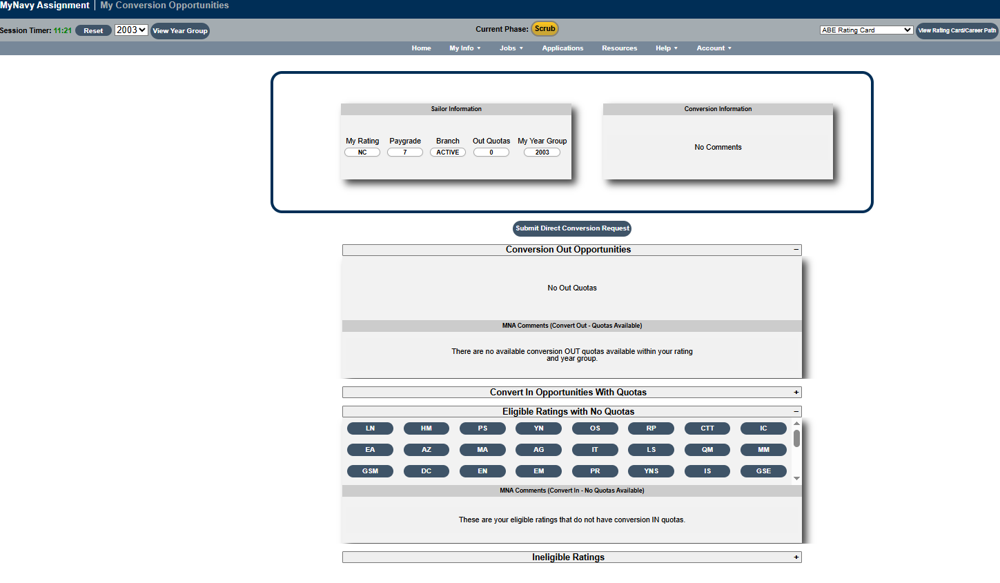 MyNavy Assignment | My Conversion Opportunities
Session Timer: 11:21 Reset 2003 View Year Group Current Phase: Scrub ABE Rating Card View Rating Card/Career Path
Home My Info ▼ Jobs ▼ Applications Resources Help ▼ Account ▼
Sailor Information
My Rating Paygrade Branch Out Quotas My Year Group
NC 7 ACTIVE 0 2003
Conversion Information
No Comments
Submit Direct Conversion Request
Conversion Out Opportunities −
No Out Quotas
MNA Comments (Convert Out - Quotas Available)
There are no available conversion OUT quotas available within your rating
and year group.
Convert In Opportunities With Quotas +
Eligible Ratings with No Quotas −
LN HM PS YN OS RP CTT IC
EA AZ MA AG IT LS QM MM
GSM DC EN EM PR YNS IS GSE
MNA Comments (Convert In - No Quotas Available)
These are your eligible ratings that do not have conversion IN quotas.
Ineligible Ratings +